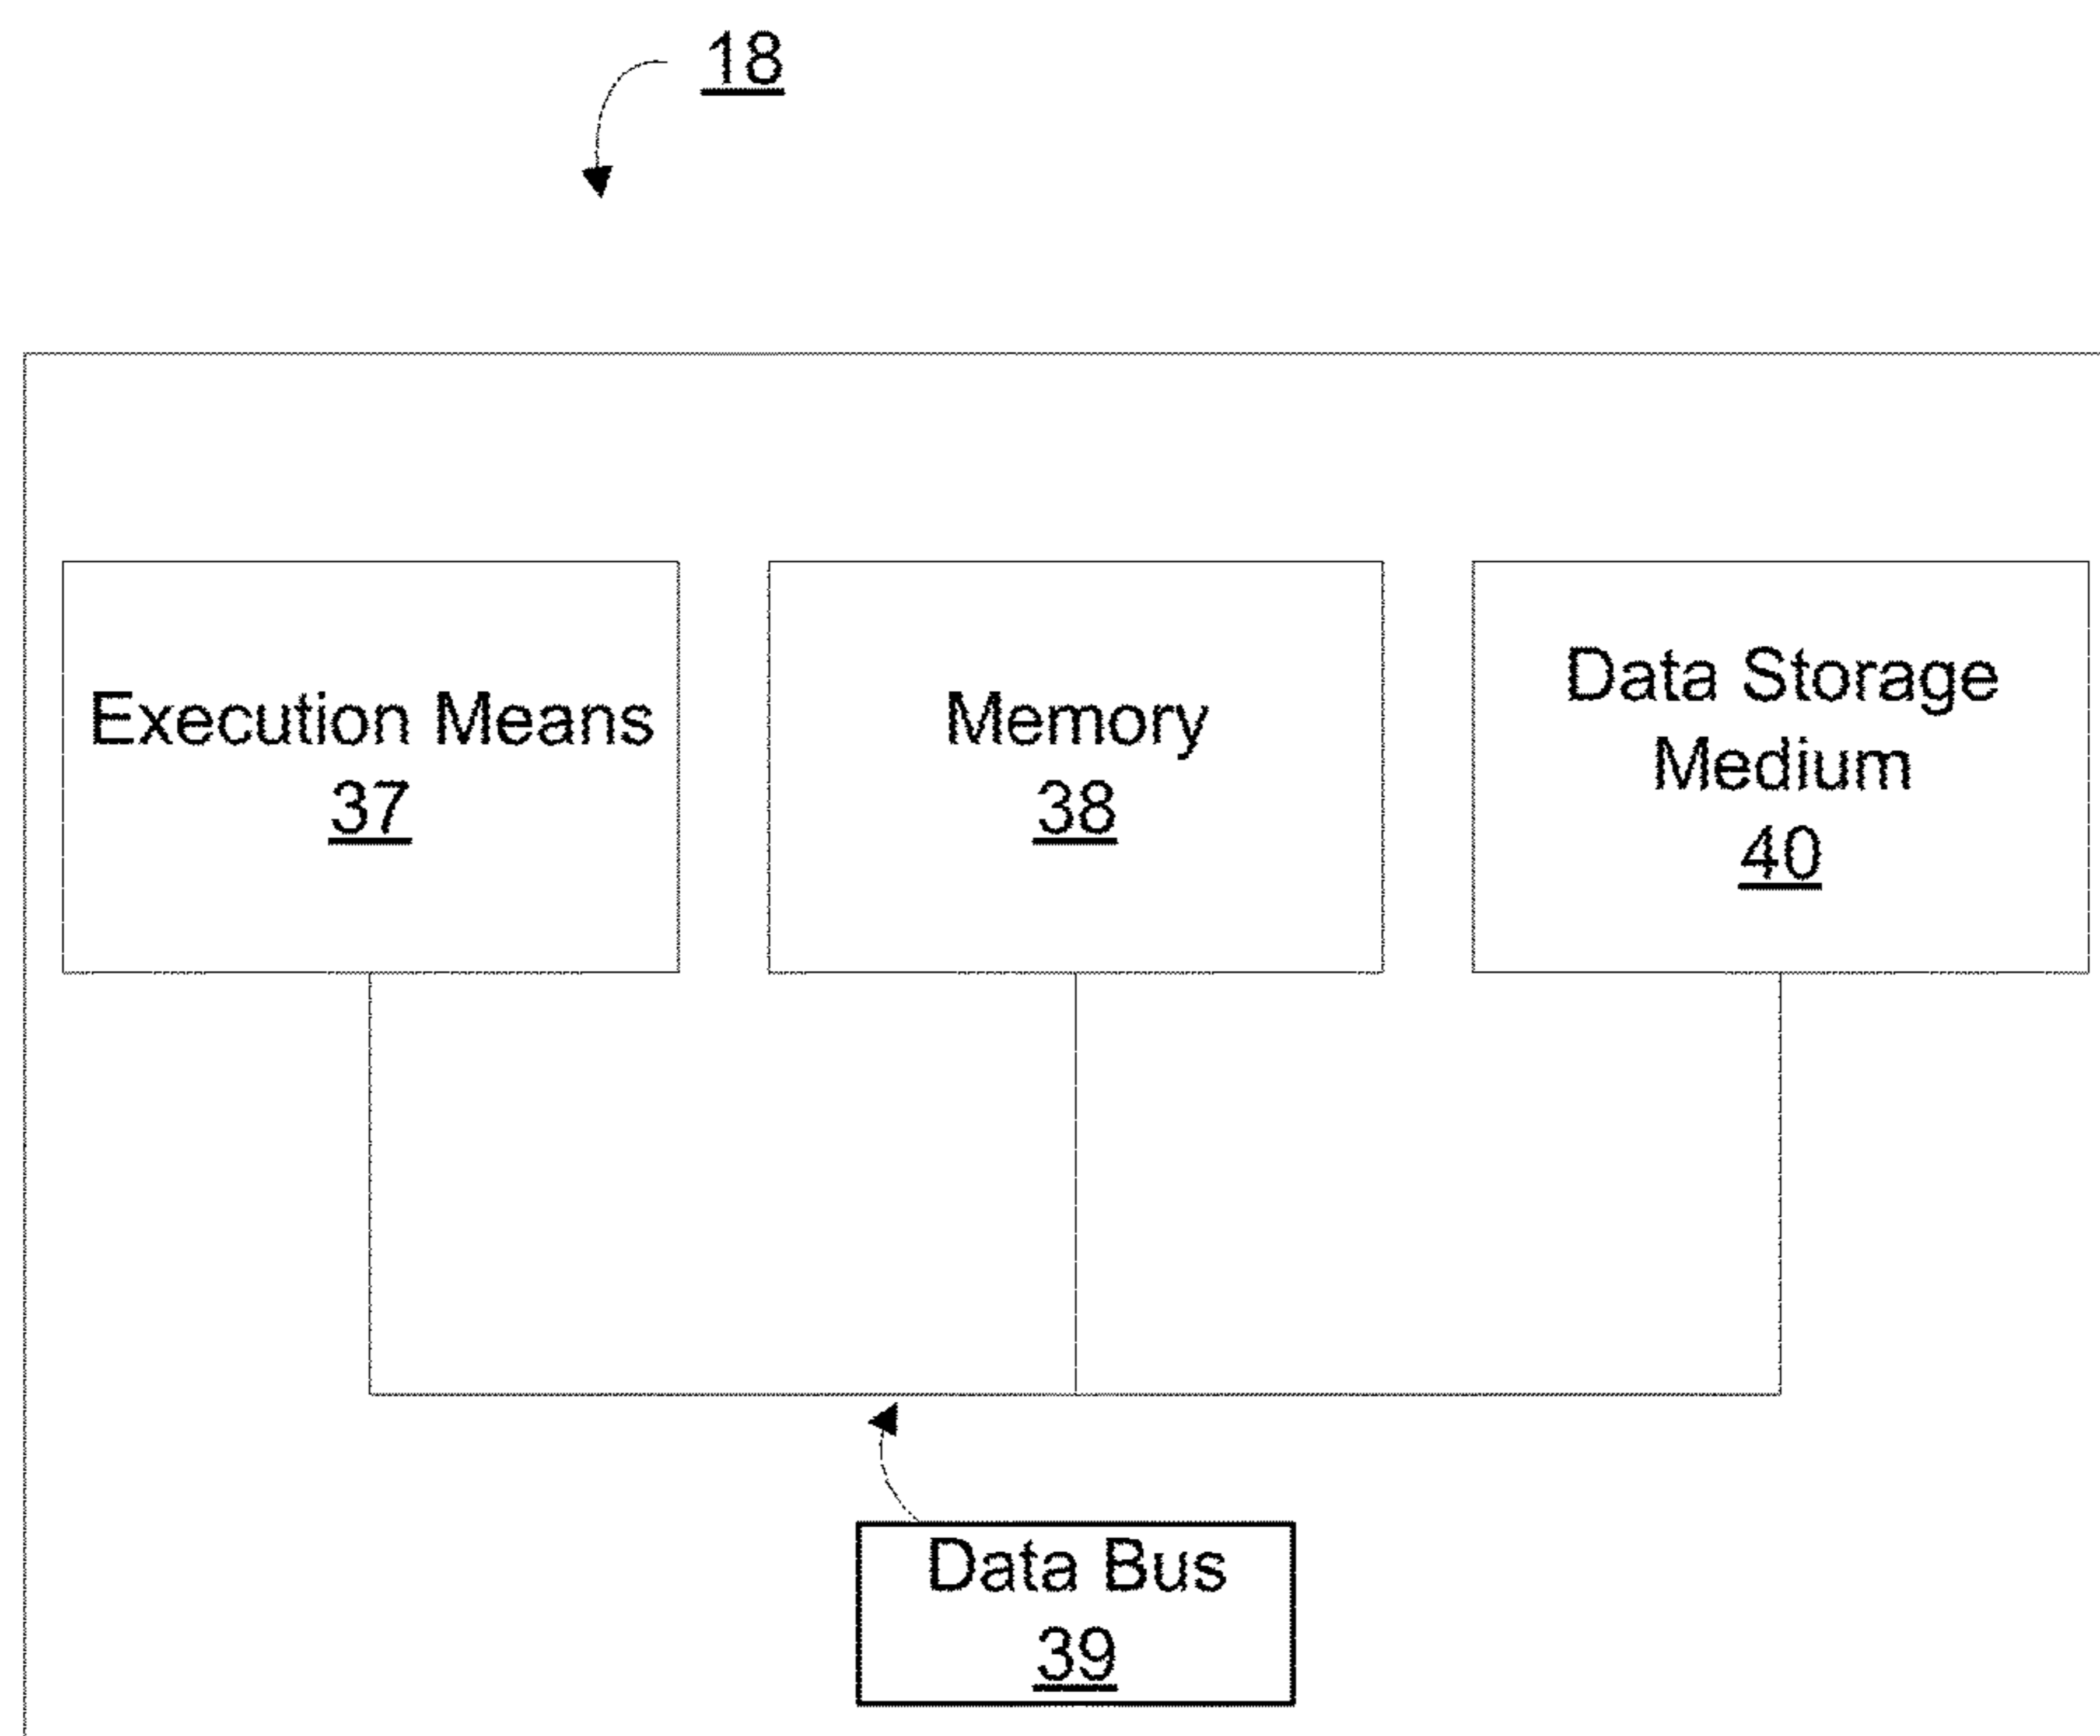 18
Execution Means
37
Memory
38
Data Storage
Medium
40
Data Bus
39